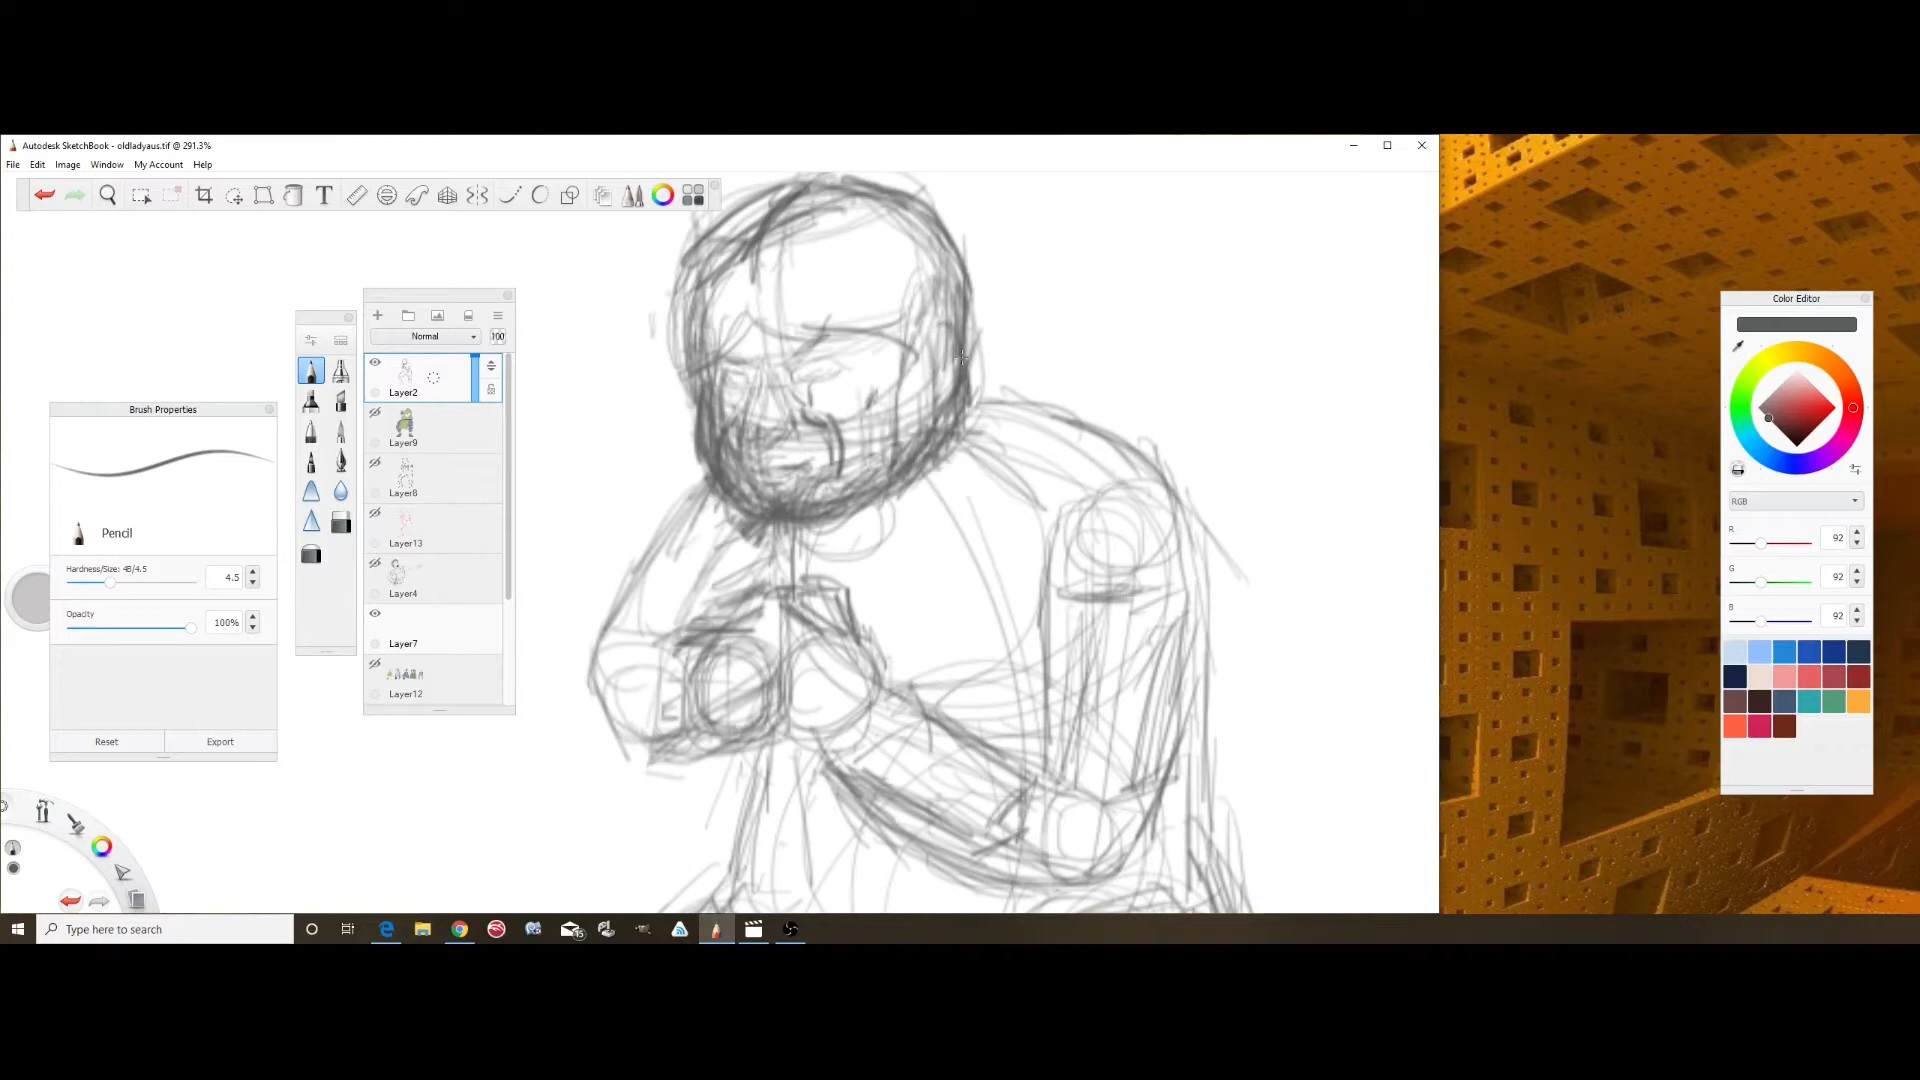 Autodesk SketchBook - oldladyaus.tif @ 291.3%
File Edit Image Window My Account Help
Color Editor
Normal 100
Layer2
Brush Properties
Layer9
Layer8
RGB
Pencil
R 92
Layer13
Hardness/Size: 4B/4.5
4.5
G 92
Layer4
Opacity
100%
B 92
Layer7
Layer12
Reset Export
Type here to search
15